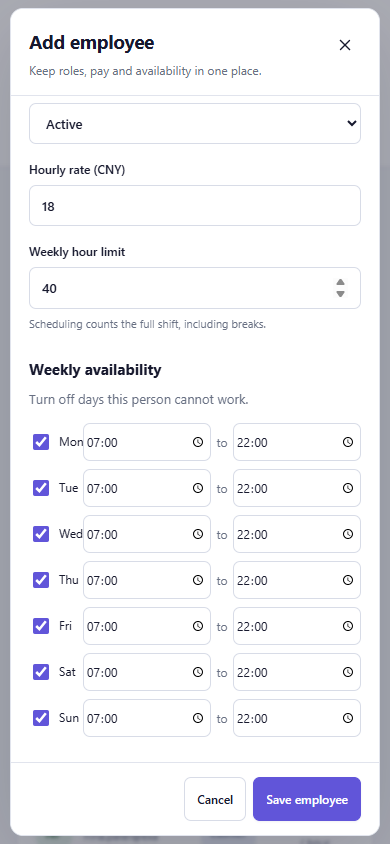 Add employee
Keep roles, pay and availability in one place.
Active
Hourly rate (CNY)
18
Weekly hour limit
40
Scheduling counts the full shift, including breaks.
Weekly availability
Turn off days this person cannot work.
Mon 07:00 to 22:00
Tue 07:00 to 22:00
Wed 07:00 to 22:00
Thu 07:00 to 22:00
Fri 07:00 to 22:00
Sat 07:00 to 22:00
Sun 07:00 to 22:00
Cancel Save employee